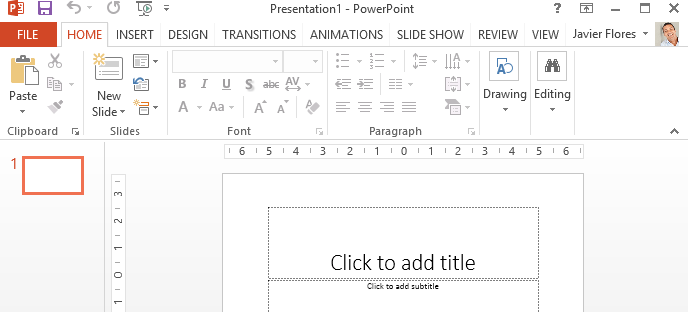 Presentation1 - PowerPoint
?
FILE HOME INSERT DESIGN TRANSITIONS ANIMATIONS SLIDE SHOW REVIEW VIEW Javier Flores
Paste
New
Slide
B I U S abc AV
A Aa A A
Drawing
Editing
Clipboard Slides Font Paragraph
6 5 4 3 2 1 0 1 2 3 4 5 6
1
3
2
1
0
1
Click to add title
Click to add subtitle